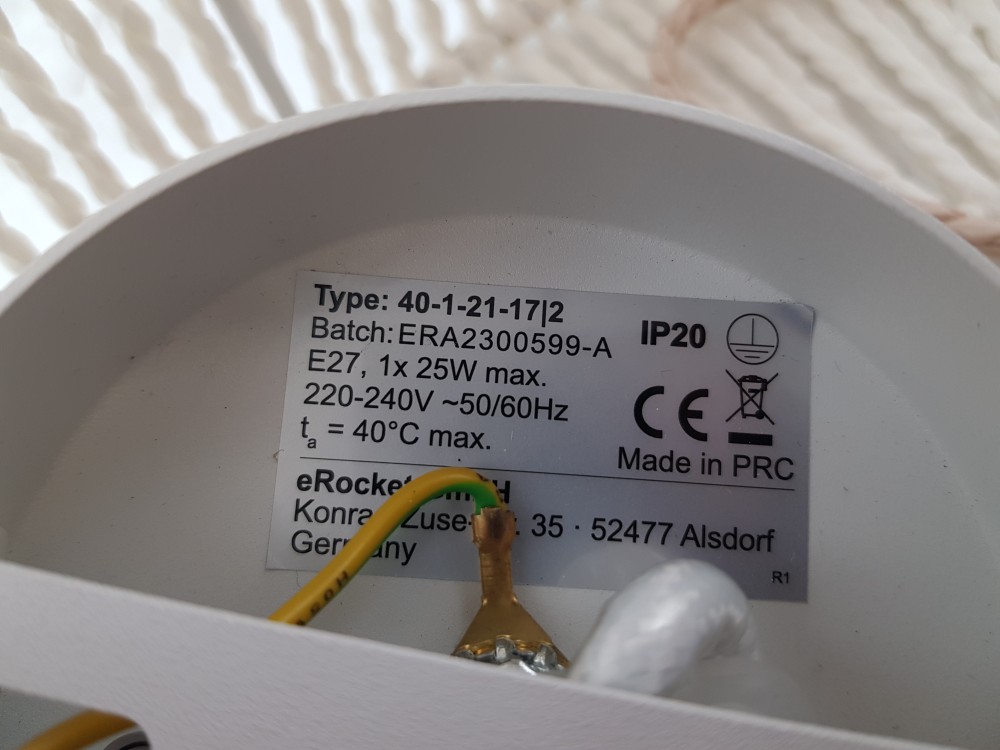 Type: 40-1-21-17|2
Batch: ERA2300599-A
E27, 1x 25W max.
220-240V ~50/60Hz
ta = 40°C max.
IP20
CE
Made in PRC
35 · 52477 Alsdorf
R1